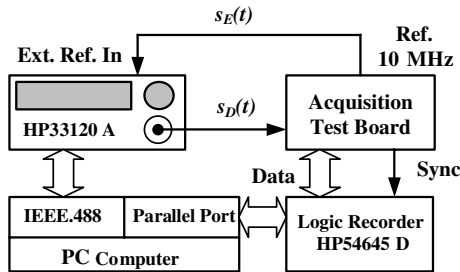 s_E(t)
Ext. Ref. In
Ref.
10 MHz
HP33120 A
s_D(t)
Acquisition
Test Board
Data
Sync
IEEE.488
Parallel Port
PC Computer
Logic Recorder
HP54645 D